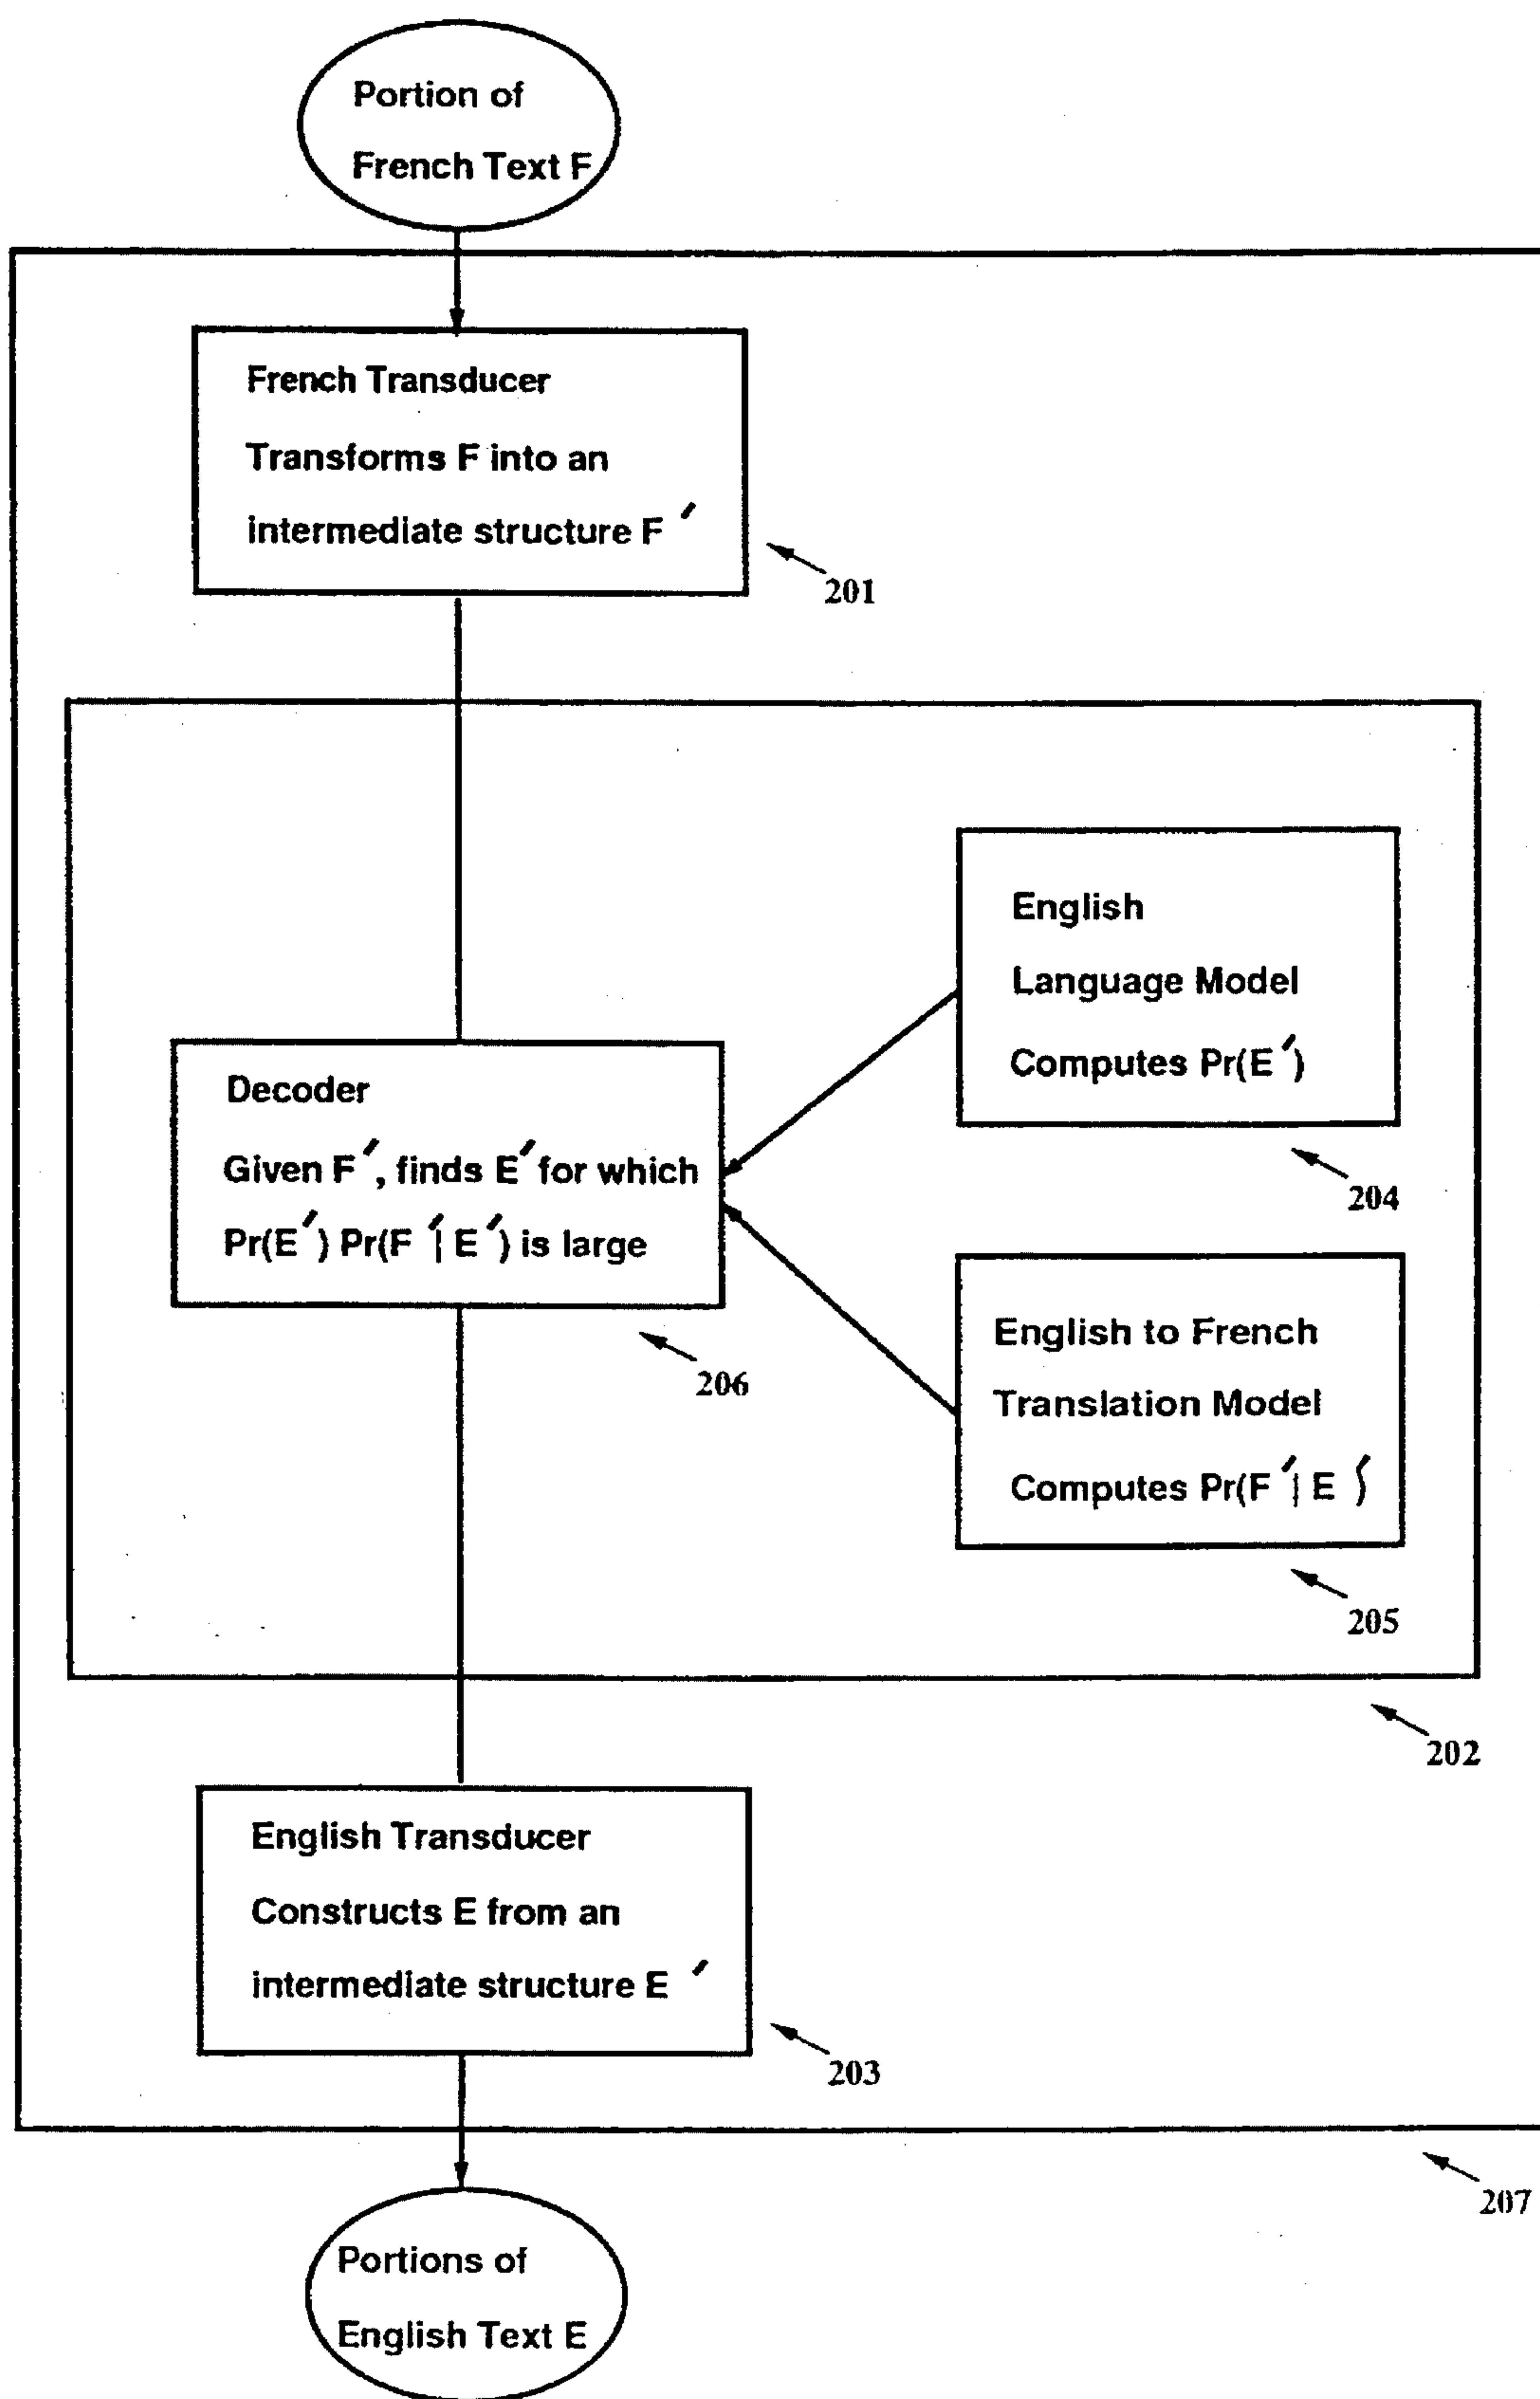 Portion of
French Text F
French Transducer
Transforms F into an
intermediate structure F′
201
English
Language Model
Computes Pr(E′)
204
Decoder
Given F′, finds E′ for which
Pr(E′) Pr(F′| E′) is large
206
English to French
Translation Model
Computes Pr(F′| E′)
205
202
English Transducer
Constructs E from an
intermediate structure E′
203
207
Portions of
English Text E